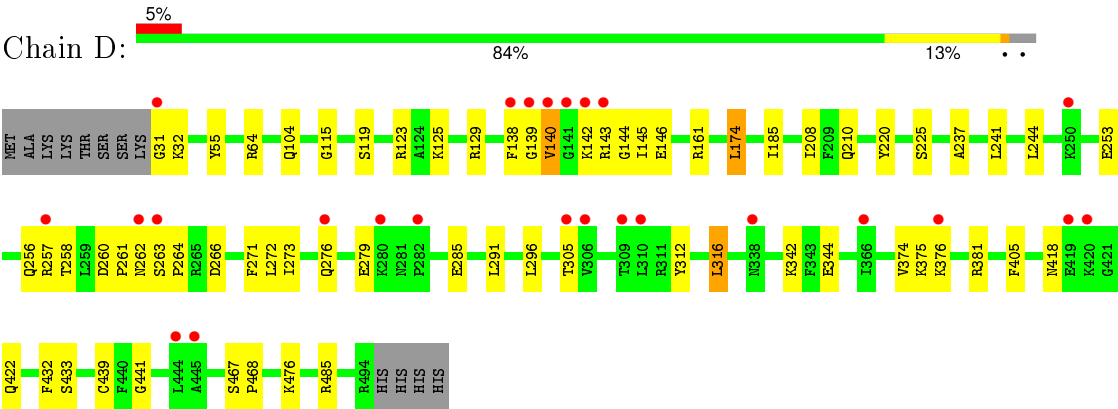 5%
Chain D:
84% 13% • •
MET ALA LYS LYS THR SER SER LYS G31 K32 Y55 R64 Q104 G115 S119 R123 A124 K125 R129 F138 G139 V140 G141 K142 R143 G144 I145 E146 R161 L174 I185 I208 F209 Q210 Y220 S225 A237 L241 L244 K250 E253
Q256 R257 T258 L259 D260 P261 N262 S263 P264 R265 D266 F271 L272 I273 Q276 E279 K280 N281 P282 E285 L291 L296 T305 V306 T309 L310 R311 Y312 L316 N338 K342 F343 E344 I366 V374 K375 K376 R381 F405 N418 E419 K420 G421
Q422 F432 S433 C439 F440 G441 L444 A445 S467 P468 K476 R485 R494 HIS HIS HIS HIS